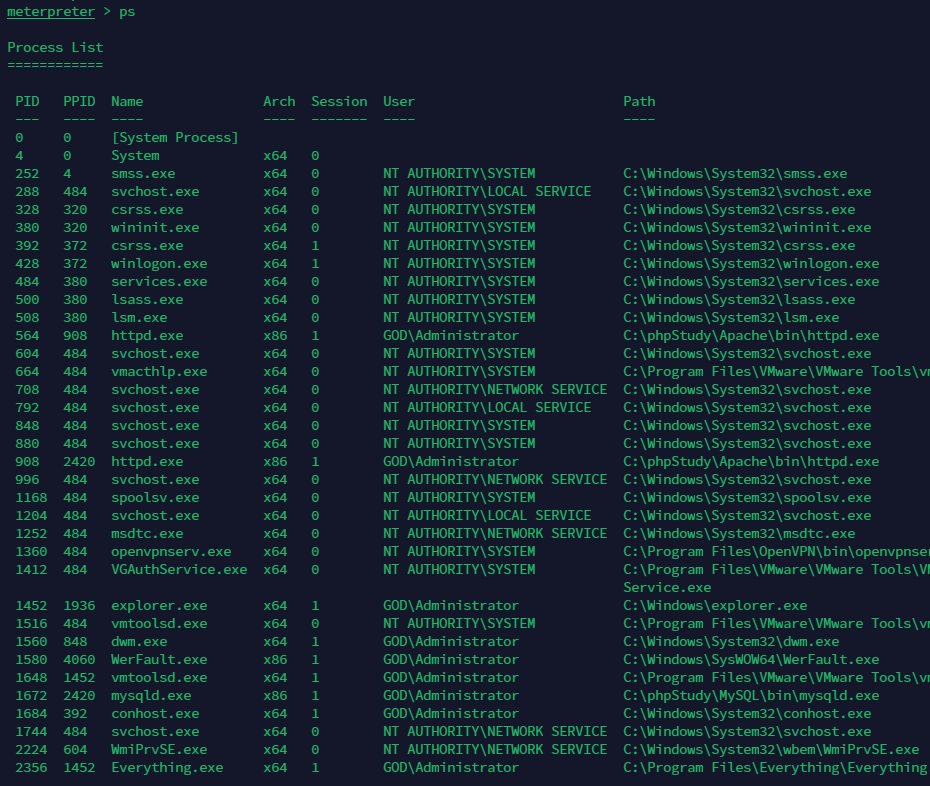 meterpreter > ps
Process List
============
PID PPID Name Arch Session User Path
--- ---- ---- ---- ------- ---- ----
0 0 [System Process]
4 0 System x64 0
252 4 smss.exe x64 0 NT AUTHORITY\SYSTEM C:\Windows\System32\smss.exe
288 484 svchost.exe x64 0 NT AUTHORITY\LOCAL SERVICE C:\Windows\System32\svchost.exe
328 320 csrss.exe x64 0 NT AUTHORITY\SYSTEM C:\Windows\System32\csrss.exe
380 320 wininit.exe x64 0 NT AUTHORITY\SYSTEM C:\Windows\System32\wininit.exe
392 372 csrss.exe x64 1 NT AUTHORITY\SYSTEM C:\Windows\System32\csrss.exe
428 372 winlogon.exe x64 1 NT AUTHORITY\SYSTEM C:\Windows\System32\winlogon.exe
484 380 services.exe x64 0 NT AUTHORITY\SYSTEM C:\Windows\System32\services.exe
500 380 lsass.exe x64 0 NT AUTHORITY\SYSTEM C:\Windows\System32\lsass.exe
508 380 lsm.exe x64 0 NT AUTHORITY\SYSTEM C:\Windows\System32\lsm.exe
564 908 httpd.exe x86 1 GOD\Administrator C:\phpStudy\Apache\bin\httpd.exe
604 484 svchost.exe x64 0 NT AUTHORITY\SYSTEM C:\Windows\System32\svchost.exe
664 484 vmacthlp.exe x64 0 NT AUTHORITY\SYSTEM C:\Program Files\VMware\VMware Tools\vm
708 484 svchost.exe x64 0 NT AUTHORITY\NETWORK SERVICE C:\Windows\System32\svchost.exe
792 484 svchost.exe x64 0 NT AUTHORITY\LOCAL SERVICE C:\Windows\System32\svchost.exe
848 484 svchost.exe x64 0 NT AUTHORITY\SYSTEM C:\Windows\System32\svchost.exe
880 484 svchost.exe x64 0 NT AUTHORITY\SYSTEM C:\Windows\System32\svchost.exe
908 2420 httpd.exe x86 1 GOD\Administrator C:\phpStudy\Apache\bin\httpd.exe
996 484 svchost.exe x64 0 NT AUTHORITY\NETWORK SERVICE C:\Windows\System32\svchost.exe
1168 484 spoolsv.exe x64 0 NT AUTHORITY\SYSTEM C:\Windows\System32\spoolsv.exe
1204 484 svchost.exe x64 0 NT AUTHORITY\LOCAL SERVICE C:\Windows\System32\svchost.exe
1252 484 msdtc.exe x64 0 NT AUTHORITY\NETWORK SERVICE C:\Windows\System32\msdtc.exe
1360 484 openvpnserv.exe x64 0 NT AUTHORITY\SYSTEM C:\Program Files\OpenVPN\bin\openvpnser
1412 484 VGAuthService.exe x64 0 NT AUTHORITY\SYSTEM C:\Program Files\VMware\VMware Tools\VM
Service.exe
1452 1936 explorer.exe x64 1 GOD\Administrator C:\Windows\explorer.exe
1516 484 vmtoolsd.exe x64 0 NT AUTHORITY\SYSTEM C:\Program Files\VMware\VMware Tools\vm
1560 848 dwm.exe x64 1 GOD\Administrator C:\Windows\System32\dwm.exe
1580 4060 WerFault.exe x86 1 GOD\Administrator C:\Windows\SysWOW64\WerFault.exe
1648 1452 vmtoolsd.exe x64 1 GOD\Administrator C:\Program Files\VMware\VMware Tools\vm
1672 2420 mysqld.exe x86 1 GOD\Administrator C:\phpStudy\MySQL\bin\mysqld.exe
1684 392 conhost.exe x64 1 GOD\Administrator C:\Windows\System32\conhost.exe
1744 484 svchost.exe x64 0 NT AUTHORITY\NETWORK SERVICE C:\Windows\System32\svchost.exe
2224 604 WmiPrvSE.exe x64 0 NT AUTHORITY\NETWORK SERVICE C:\Windows\System32\wbem\WmiPrvSE.exe
2356 1452 Everything.exe x64 1 GOD\Administrator C:\Program Files\Everything\Everything